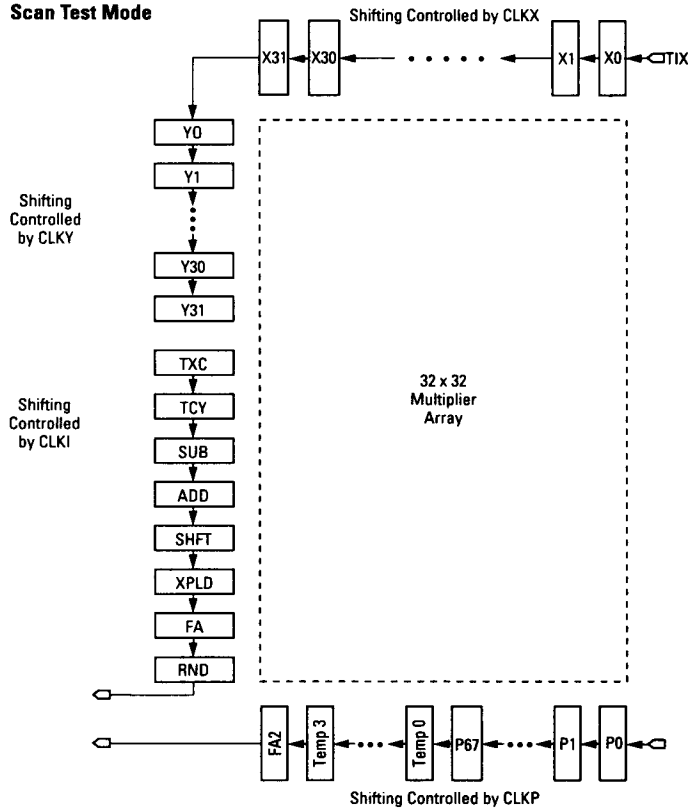 Scan Test Mode
Shifting Controlled by CLKX
X31
X30
X1
X0
TIX
Y0
Y1
Shifting
Controlled
by CLKY
Y30
Y31
TXC
TCY
Shifting
Controlled
by CLKI
SUB
ADD
SHFT
XPLD
FA
RND
32 x 32
Multiplier
Array
FA2
Temp 3
Temp 0
P67
P1
P0
Shifting Controlled by CLKP